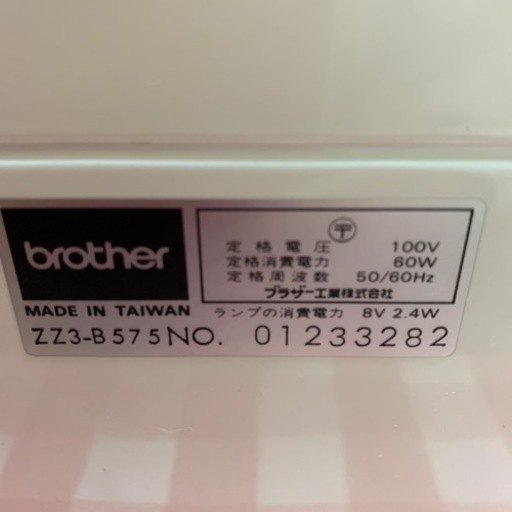 brother
MADE IN TAIWAN
〒
定格電圧 100V
定格消費電力 60W
定格周波数 50/60Hz
ブラザー工業株式会社
ランプの消費電力 8V 2.4W
ZZ3-B575 NO. 01233282